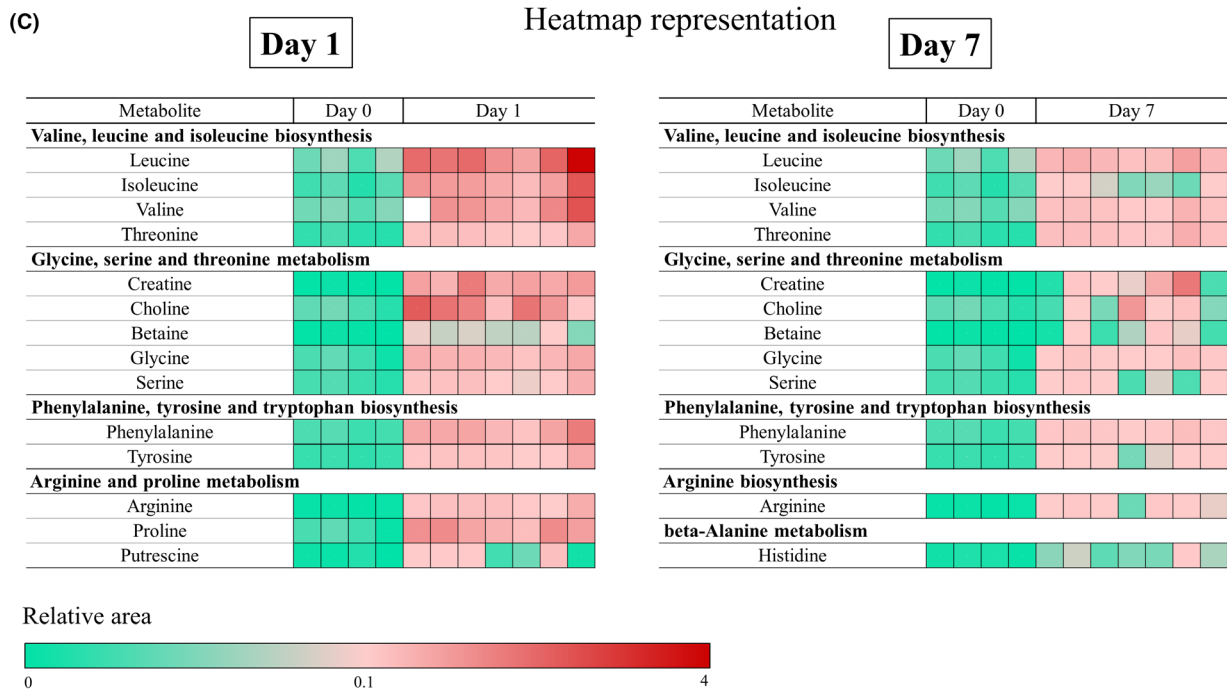 (C)
Heatmap representation
Day 1
Metabolite Day 0 Day 1
Valine, leucine and isoleucine biosynthesis
Leucine
Isoleucine
Valine
Threonine
Glycine, serine and threonine metabolism
Creatine
Choline
Betaine
Glycine
Serine
Phenylalanine, tyrosine and tryptophan biosynthesis
Phenylalanine
Tyrosine
Arginine and proline metabolism
Arginine
Proline
Putrescine
Day 7
Metabolite Day 0 Day 7
Valine, leucine and isoleucine biosynthesis
Leucine
Isoleucine
Valine
Threonine
Glycine, serine and threonine metabolism
Creatine
Choline
Betaine
Glycine
Serine
Phenylalanine, tyrosine and tryptophan biosynthesis
Phenylalanine
Tyrosine
Arginine biosynthesis
Arginine
beta-Alanine metabolism
Histidine
Relative area
0 0.1 4